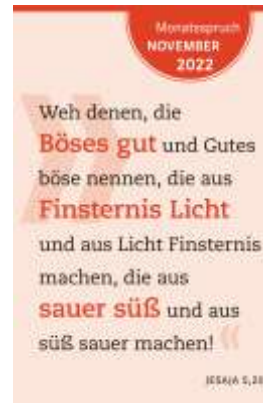 Monatsspruch
NOVEMBER
2022
Weh denen, die
Böses gut und Gutes
böse nennen, die aus
Finsternis Licht
und aus Licht Finsternis
machen, die aus
sauer süß und aus
süß sauer machen!
JESAJA 5,20